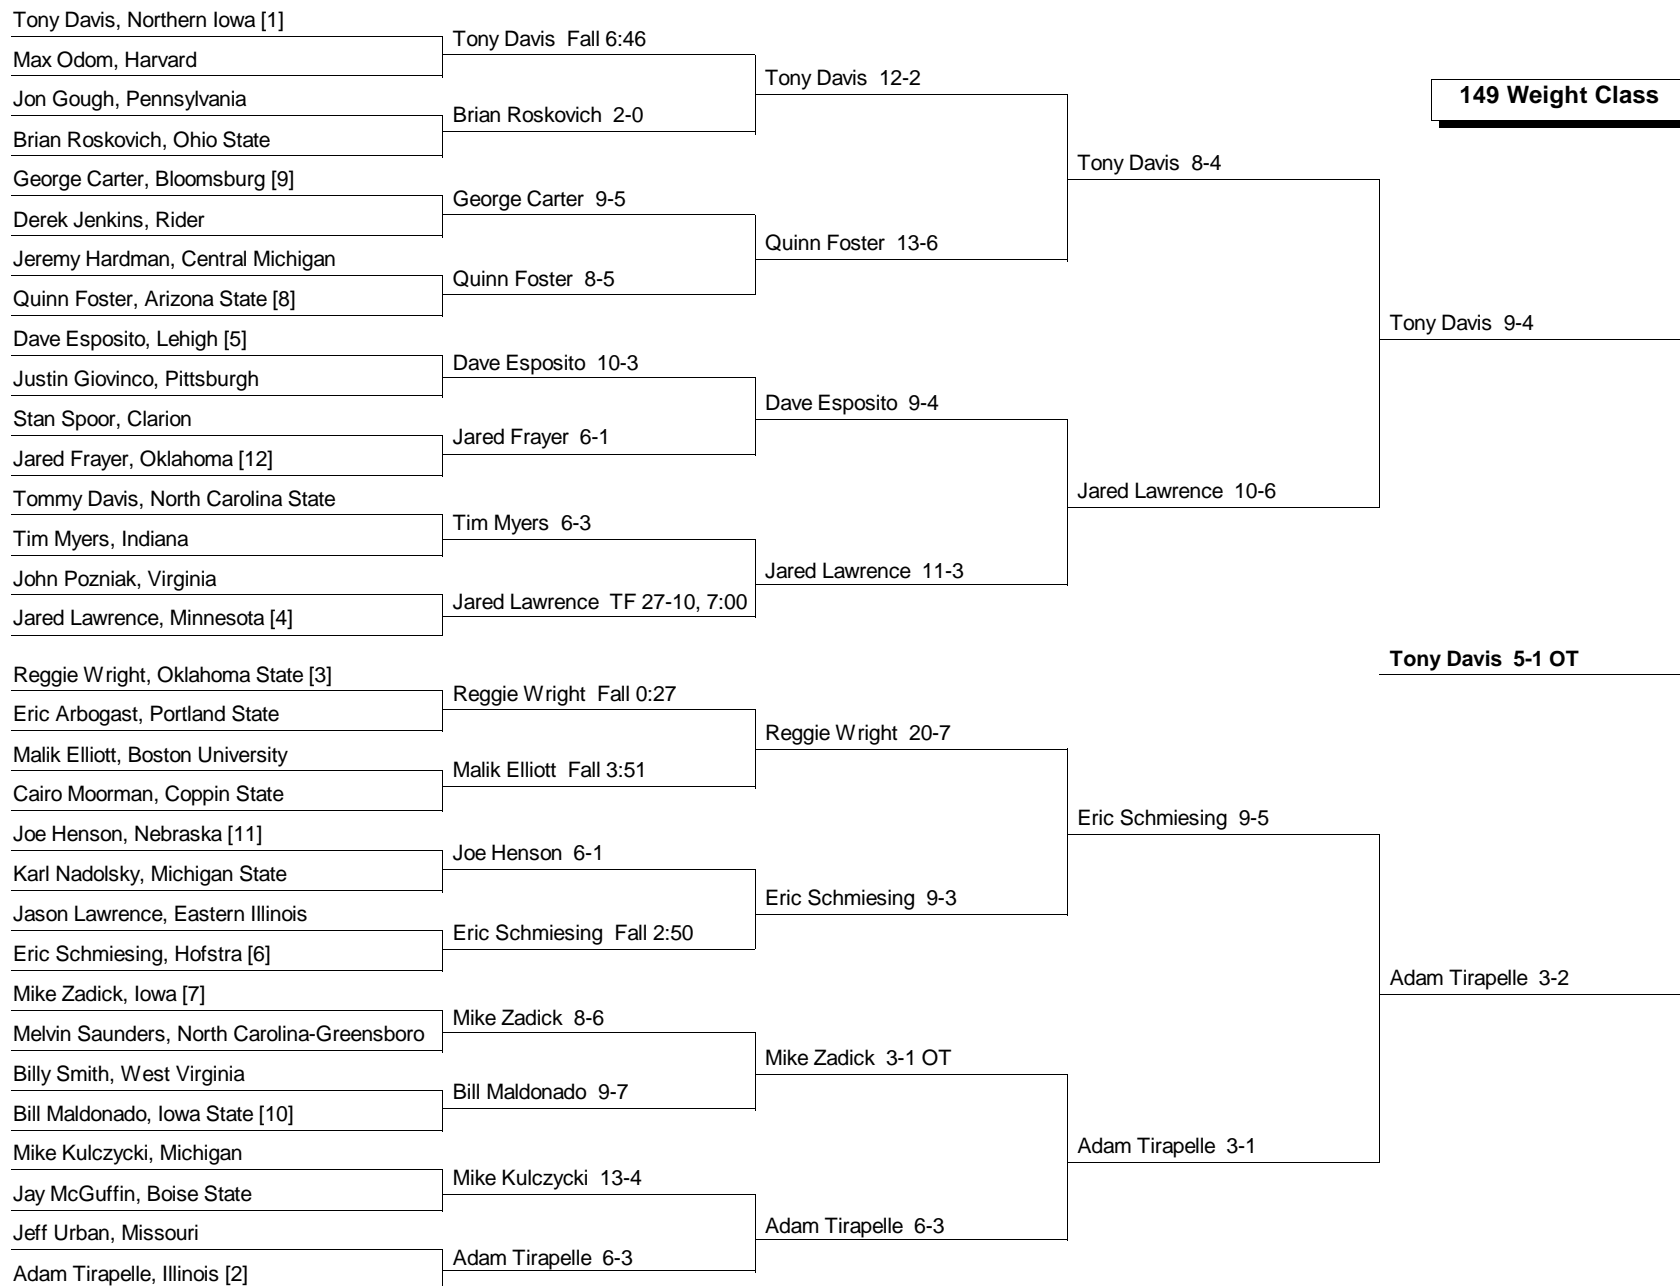 Tony Davis, Northern Iowa [1]
Max Odom, Harvard
Jon Gough, Pennsylvania
Brian Roskovich, Ohio State
George Carter, Bloomsburg [9]
Derek Jenkins, Rider
Jeremy Hardman, Central Michigan
Quinn Foster, Arizona State [8]
Dave Esposito, Lehigh [5]
Justin Giovinco, Pittsburgh
Stan Spoor, Clarion
Jared Frayer, Oklahoma [12]
Tommy Davis, North Carolina State
Tim Myers, Indiana
John Pozniak, Virginia
Jared Lawrence, Minnesota [4]
Reggie Wright, Oklahoma State [3]
Eric Arbogast, Portland State
Malik Elliott, Boston University
Cairo Moorman, Coppin State
Joe Henson, Nebraska [11]
Karl Nadolsky, Michigan State
Jason Lawrence, Eastern Illinois
Eric Schmiesing, Hofstra [6]
Mike Zadick, Iowa [7]
Melvin Saunders, North Carolina-Greensboro
Billy Smith, West Virginia
Bill Maldonado, Iowa State [10]
Mike Kulczycki, Michigan
Jay McGuffin, Boise State
Jeff Urban, Missouri
Adam Tirapelle, Illinois [2]
Tony Davis Fall 6:46
Brian Roskovich 2-0
George Carter 9-5
Quinn Foster 8-5
Dave Esposito 10-3
Jared Frayer 6-1
Tim Myers 6-3
Jared Lawrence TF 27-10, 7:00
Reggie Wright Fall 0:27
Malik Elliott Fall 3:51
Joe Henson 6-1
Eric Schmiesing Fall 2:50
Mike Zadick 8-6
Bill Maldonado 9-7
Mike Kulczycki 13-4
Adam Tirapelle 6-3
Tony Davis 12-2
Quinn Foster 13-6
Dave Esposito 9-4
Jared Lawrence 11-3
Reggie Wright 20-7
Eric Schmiesing 9-3
Mike Zadick 3-1 OT
Adam Tirapelle 6-3
Tony Davis 8-4
Jared Lawrence 10-6
Eric Schmiesing 9-5
Adam Tirapelle 3-1
149 Weight Class
Tony Davis 9-4
Tony Davis 5-1 OT
Adam Tirapelle 3-2